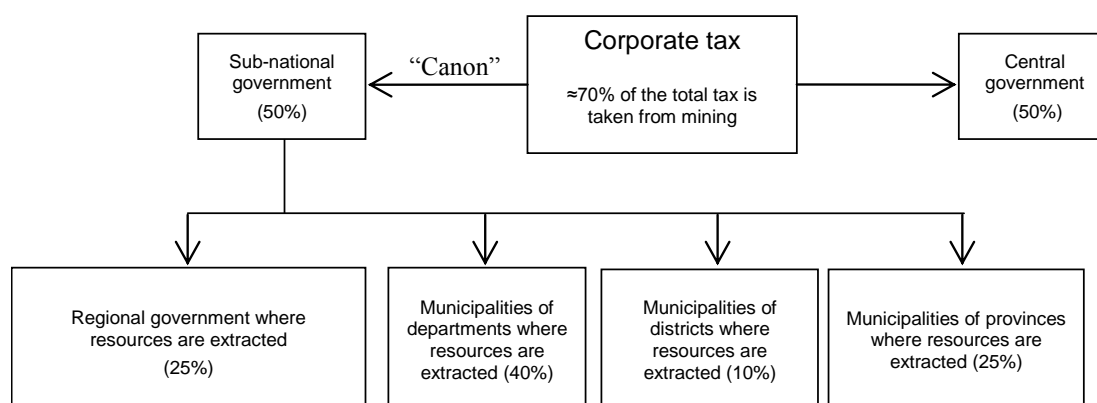 Sub-national
government
(50%)
“Canon”
Corporate tax
≈70% of the total tax is
taken from mining
Central
government
(50%)
Regional government where
resources are extracted
(25%)
Municipalities of
departments where
resources are
extracted (40%)
Municipalities of
districts where
resources are
extracted (10%)
Municipalities of provinces
where resources are
extracted (25%)